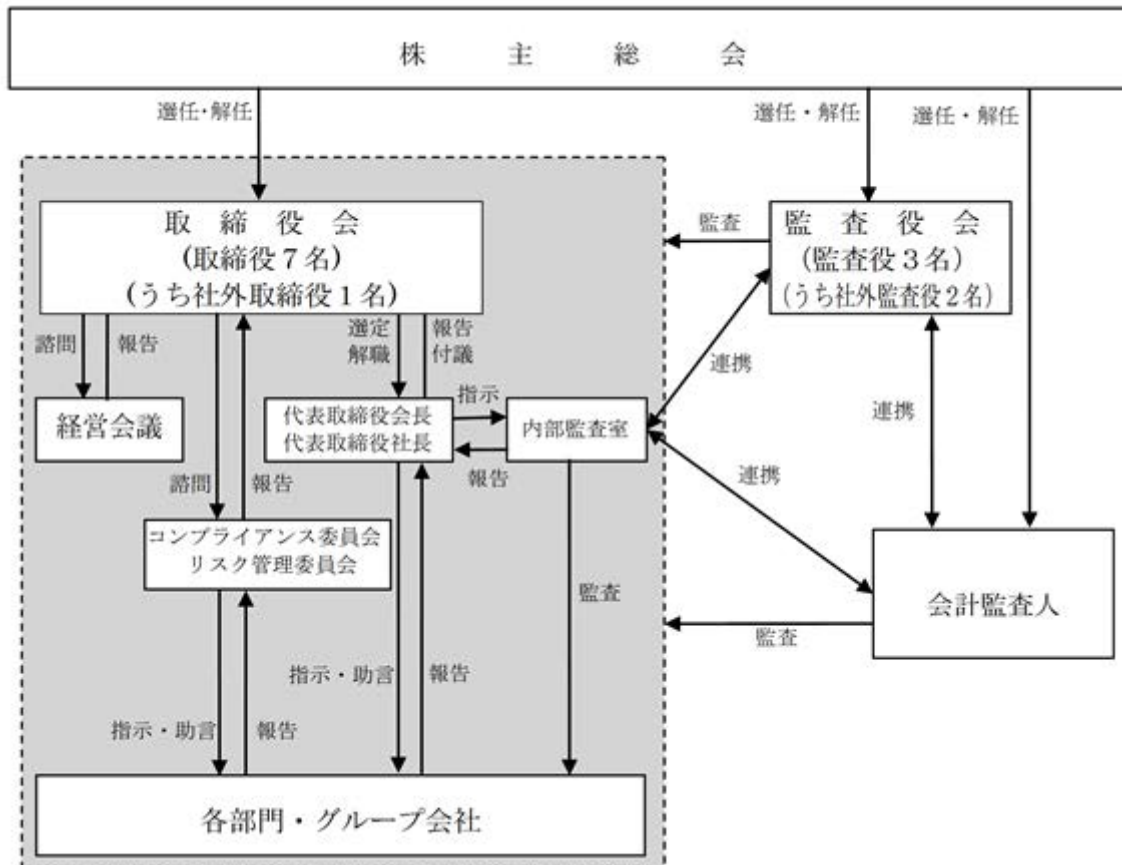 株主総会
選任・解任
選任・解任
選任・解任
取締役会
(取締役７名)
(うち社外取締役１名)
監査
監査役会
(監査役３名)
(うち社外監査役２名)
諮問
報告
選定
解職
報告
付議
連携
連携
経営会議
代表取締役会長
代表取締役社長
指示
報告
内部監査室
諮問
報告
連携
コンプライアンス委員会
リスク管理委員会
監査
会計監査人
監査
指示・助言
報告
指示・助言
報告
各部門・グループ会社